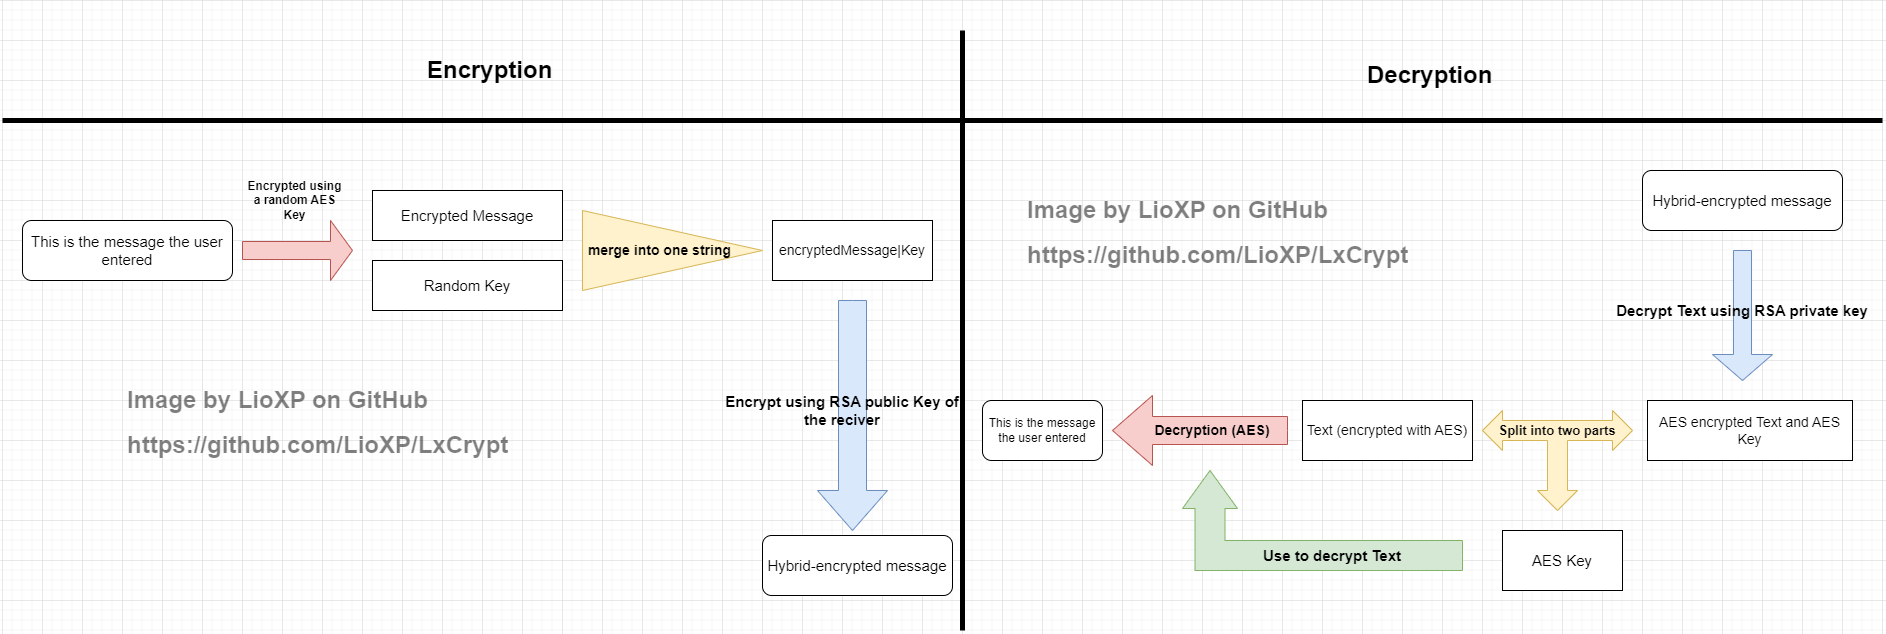 Encryption
Encrypted using
a random AES
Key
This is the message the user
entered
Encrypted Message
Random Key
merge into one string
encryptedMessage|Key
Encrypt using RSA public Key of
the reciver
Image by LioXP on GitHub
https://github.com/LioXP/LxCrypt
Hybrid-encrypted message
Decryption
Image by LioXP on GitHub
https://github.com/LioXP/LxCrypt
Hybrid-encrypted message
Decrypt Text using RSA private key
AES encrypted Text and AES
Key
Split into two parts
Text (encrypted with AES)
Decryption (AES)
This is the message
the user entered
AES Key
Use to decrypt Text